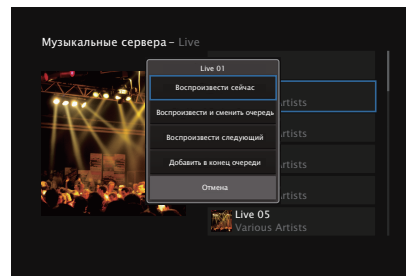 Музыкальные сервера – Live
Live 01
Воспроизвести сейчас
Воспроизвести и сменить очередь
Воспроизвести следующий
Добавить в конец очереди
Отмена
Artists
Artists
Artists
Artists
Live 05
Various Artists